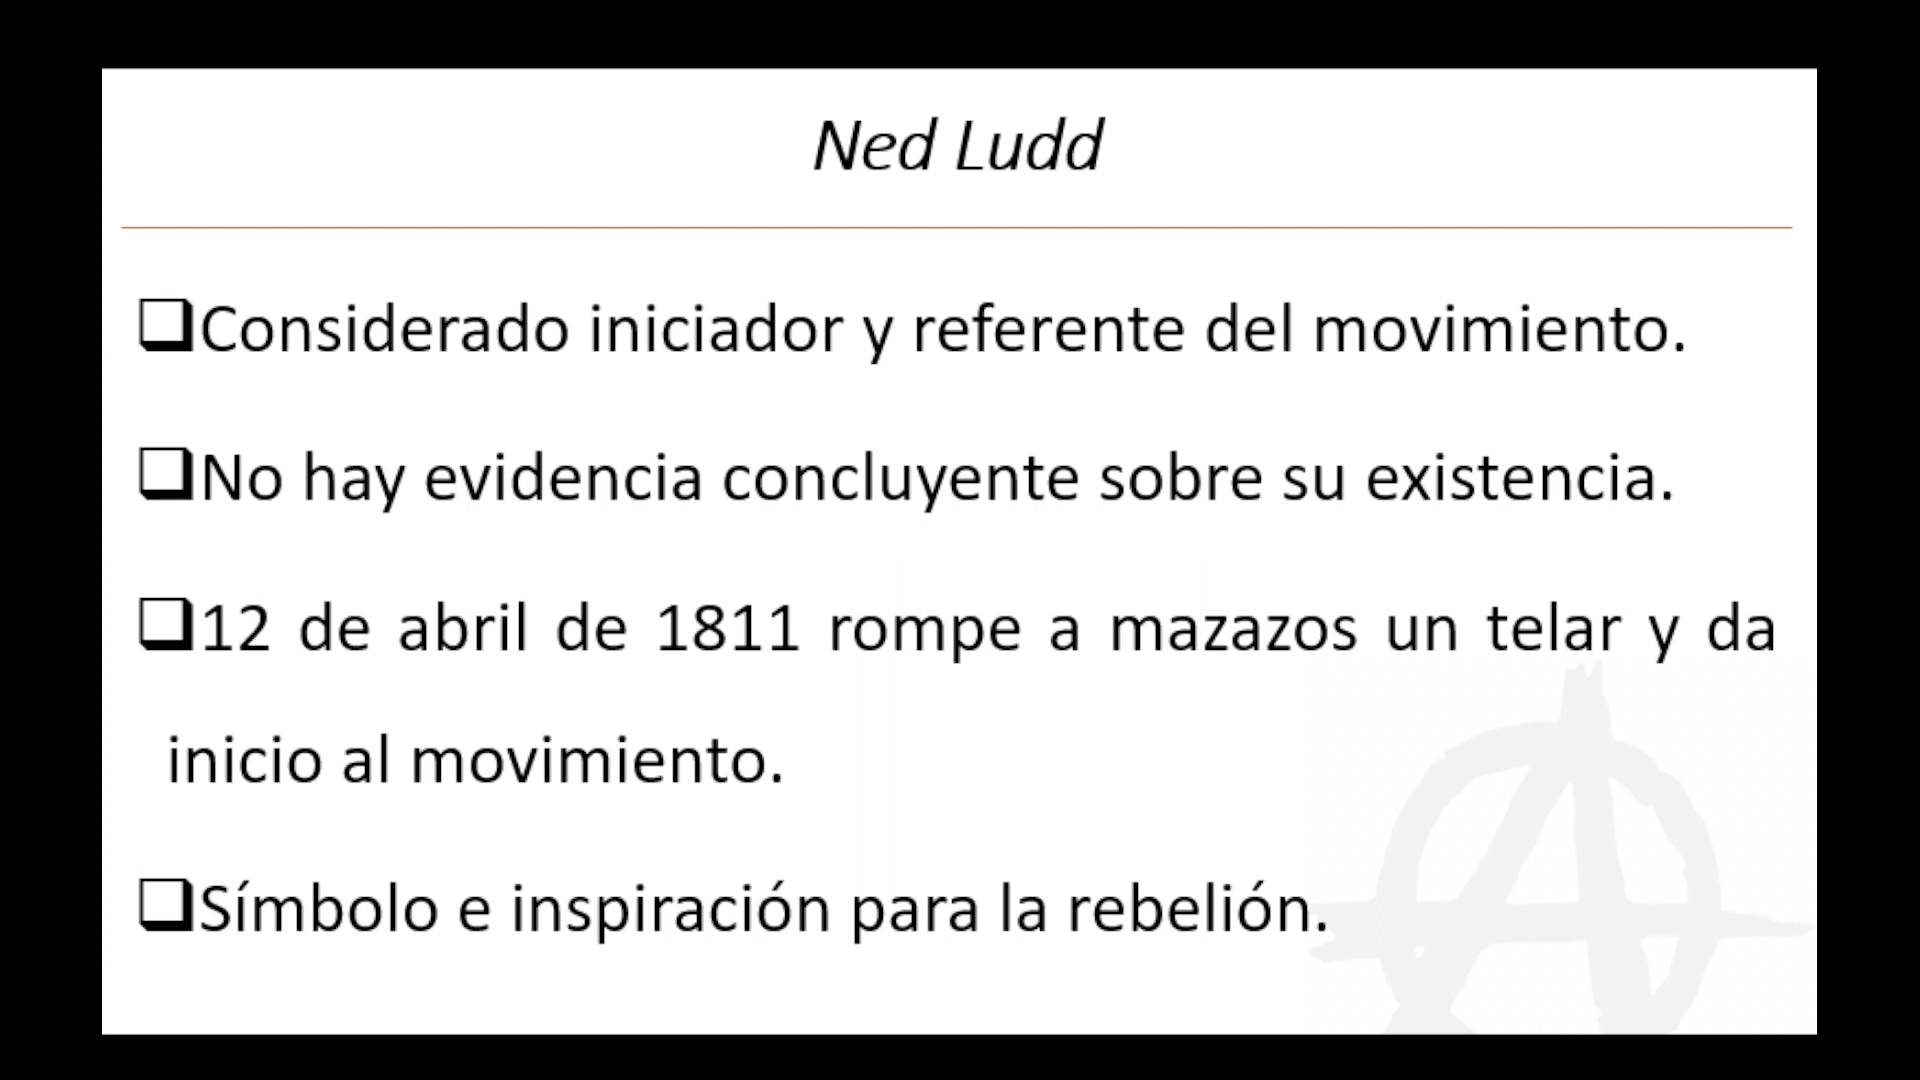 Ned Ludd
Considerado iniciador y referente del movimiento.
No hay evidencia concluyente sobre su existencia.
12 de abril de 1811 rompe a mazazos un telar y da
inicio al movimiento.
Símbolo e inspiración para la rebelión.